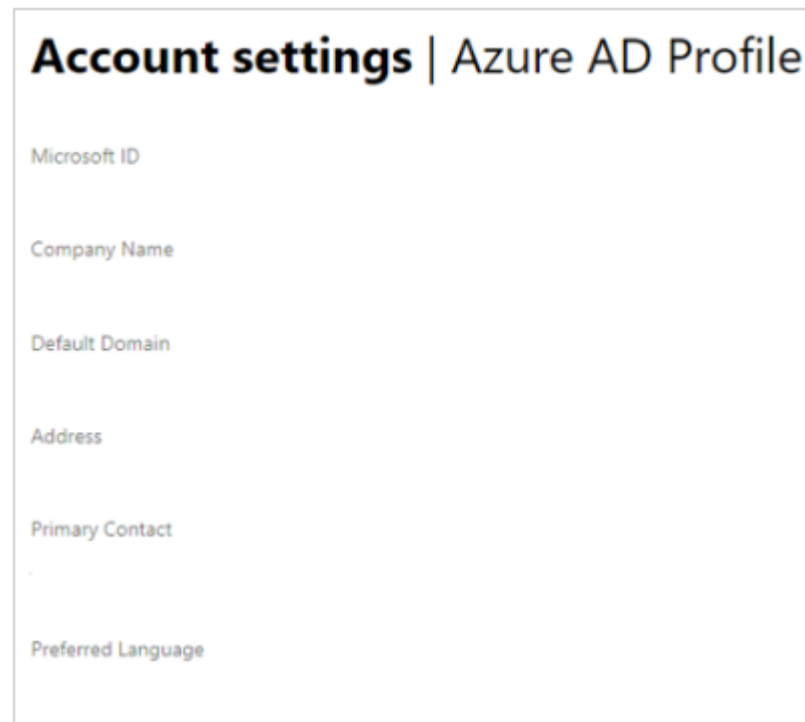 Account settings | Azure AD Profile
Microsoft ID
Company Name
Default Domain
Address
Primary Contact
Preferred Language